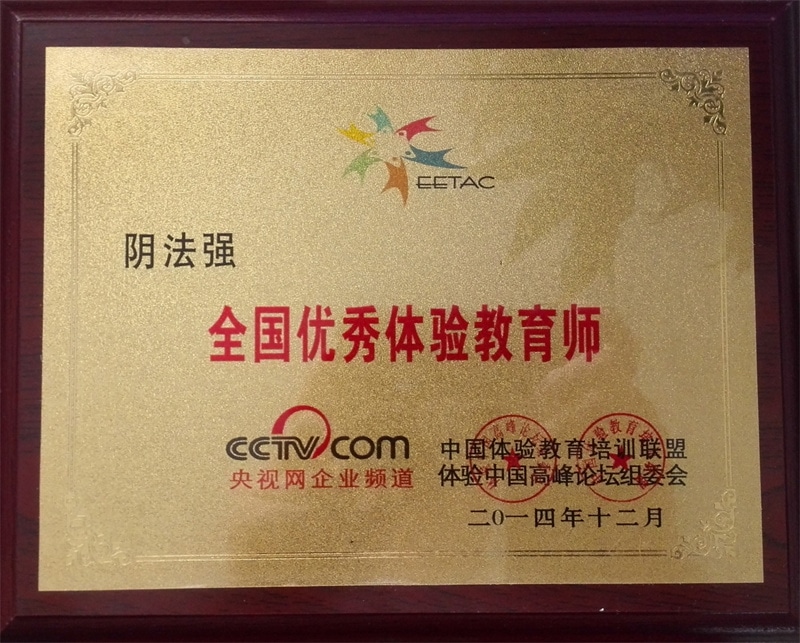 EETAC
阴法强
全国优秀体验教育师
CCTV.com
央视网企业频道
中国体验教育培训联盟
体验中国高峰论坛组委会
二〇一四年十二月